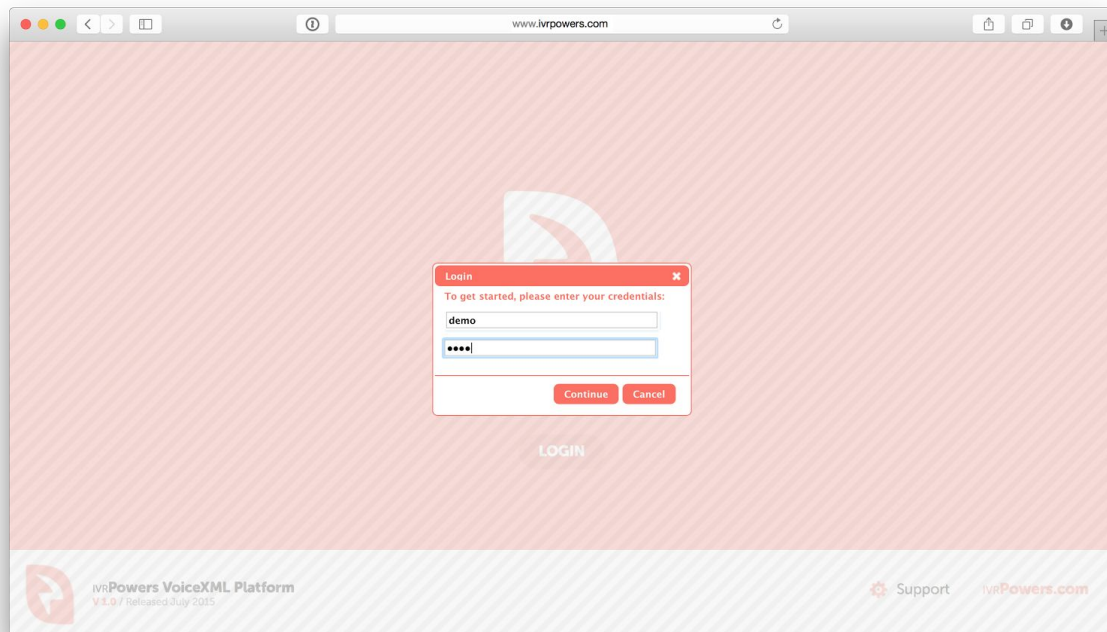 www.ivrpowers.com
Login
To get started, please enter your credentials:
demo
••••
Continue Cancel
LOGIN
IVRPowers VoiceXML Platform
V 1.0 / Released July 2015
Support IVRPowers.com